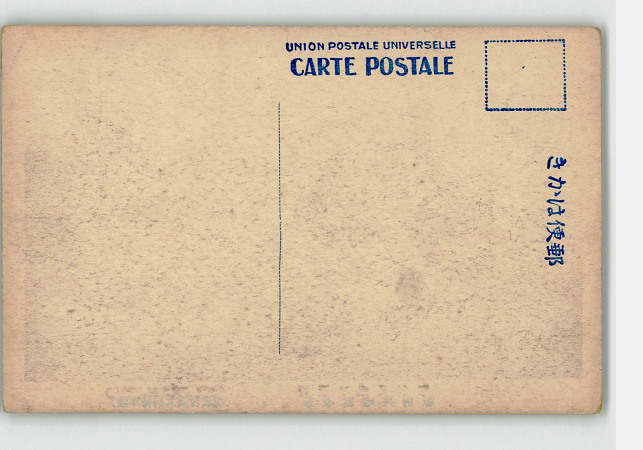 UNION POSTALE UNIVERSELLE
CARTE POSTALE
きかは便郵